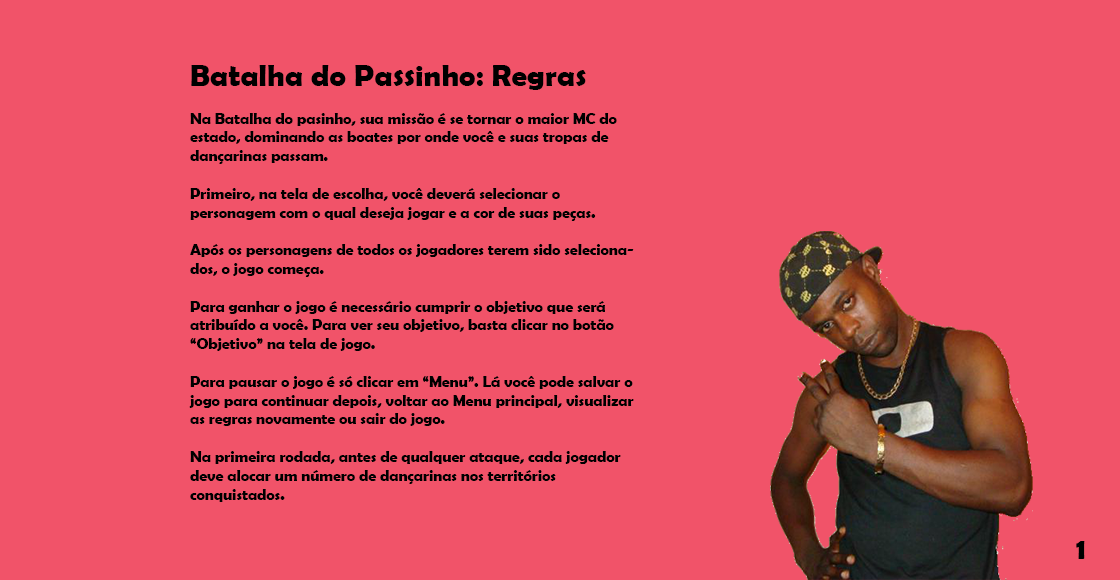 Batalha do Passinho: Regras
Na Batalha do pasinho, sua missão é se tornar o maior MC do
estado, dominando as boates por onde você e suas tropas de
dançarinas passam.
Primeiro, na tela de escolha, você deverá selecionar o
personagem com o qual deseja jogar e a cor de suas peças.
Após os personagens de todos os jogadores terem sido seleciona-
dos, o jogo começa.
Para ganhar o jogo é necessário cumprir o objetivo que será
atribuído a você. Para ver seu objetivo, basta clicar no botão
“Objetivo” na tela de jogo.
Para pausar o jogo é só clicar em “Menu”. Lá você pode salvar o
jogo para continuar depois, voltar ao Menu principal, visualizar
as regras novamente ou sair do jogo.
Na primeira rodada, antes de qualquer ataque, cada jogador
deve alocar um número de dançarinas nos territórios
conquistados.
1